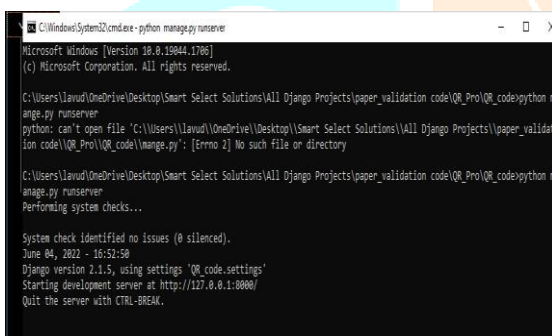 C:\Windows\System32\cmd.exe - python manage.py runserver
Microsoft Windows [Version 10.0.19044.1706]
(c) Microsoft Corporation. All rights reserved.
C:\Users\lavud\OneDrive\Desktop\Smart Select Solutions\All Django Projects\paper_validation code\QR_Pro\QR_code>python m
ange.py runserver
python: can't open file 'C:\\Users\\lavud\\OneDrive\\Desktop\\Smart Select Solutions\\All Django Projects\\paper_validat
ion code\\QR_Pro\\QR_code\\mange.py': [Errno 2] No such file or directory
C:\Users\lavud\OneDrive\Desktop\Smart Select Solutions\All Django Projects\paper_validation code\QR_Pro\QR_code>python m
anage.py runserver
Performing system checks...
System check identified no issues (0 silenced).
June 04, 2022 - 16:52:50
Django version 2.1.5, using settings 'QR_code.settings'
Starting development server at http://127.0.0.1:8000/
Quit the server with CTRL-BREAK.